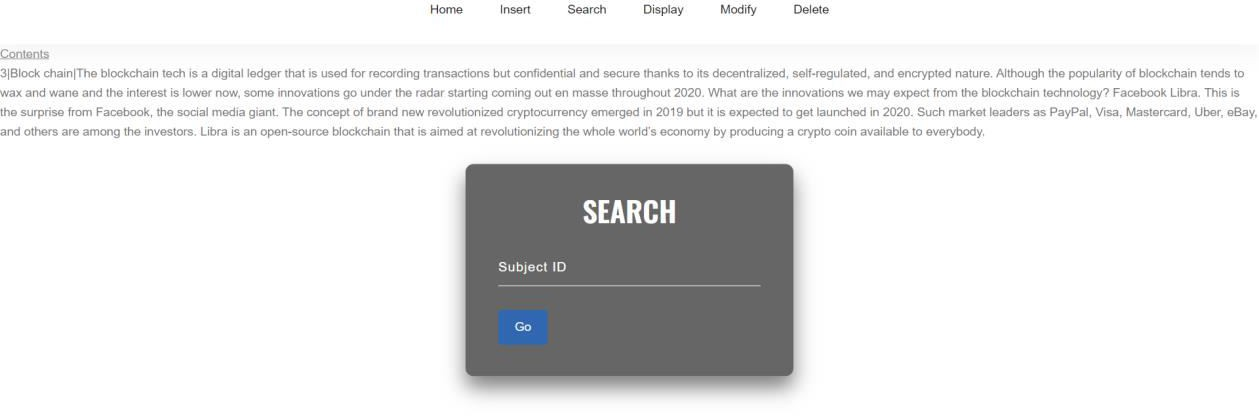 Home Insert Search Display Modify Delete
Contents
3|Block chain|The blockchain tech is a digital ledger that is used for recording transactions but confidential and secure thanks to its decentralized, self-regulated, and encrypted nature. Although the popularity of blockchain tends to
wax and wane and the interest is lower now, some innovations go under the radar starting coming out en masse throughout 2020. What are the innovations we may expect from the blockchain technology? Facebook Libra. This is
the surprise from Facebook, the social media giant. The concept of brand new revolutionized cryptocurrency emerged in 2019 but it is expected to get launched in 2020. Such market leaders as PayPal, Visa, Mastercard, Uber, eBay,
and others are among the investors. Libra is an open-source blockchain that is aimed at revolutionizing the whole world's economy by producing a crypto coin available to everybody.
SEARCH
Subject ID
Go